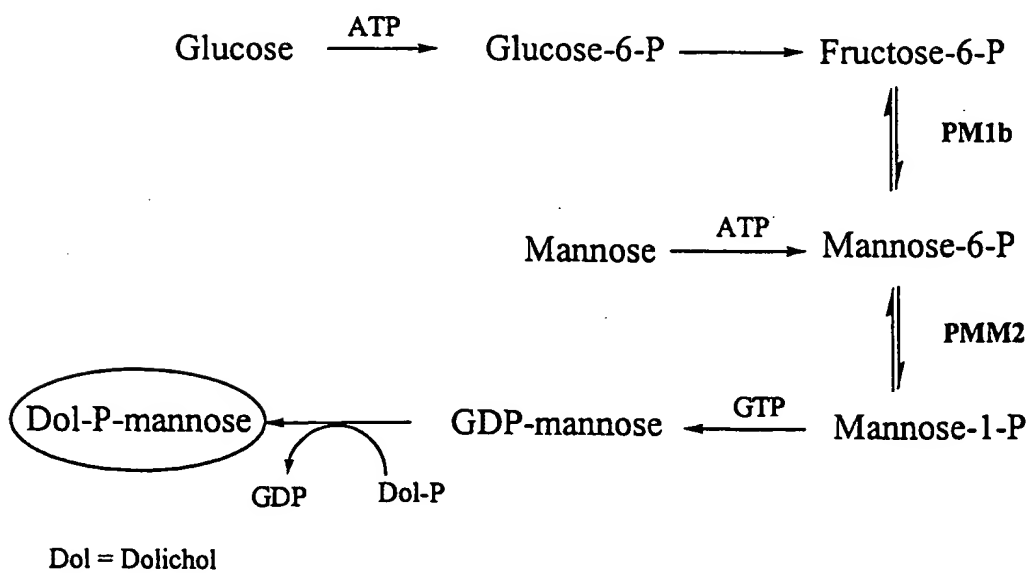 ATP
Glucose Glucose-6-P Fructose-6-P
PM1b
ATP
Mannose Mannose-6-P
PMM2
GTP
Dol-P-mannose GDP-mannose Mannose-1-P
GDP Dol-P
Dol = Dolichol